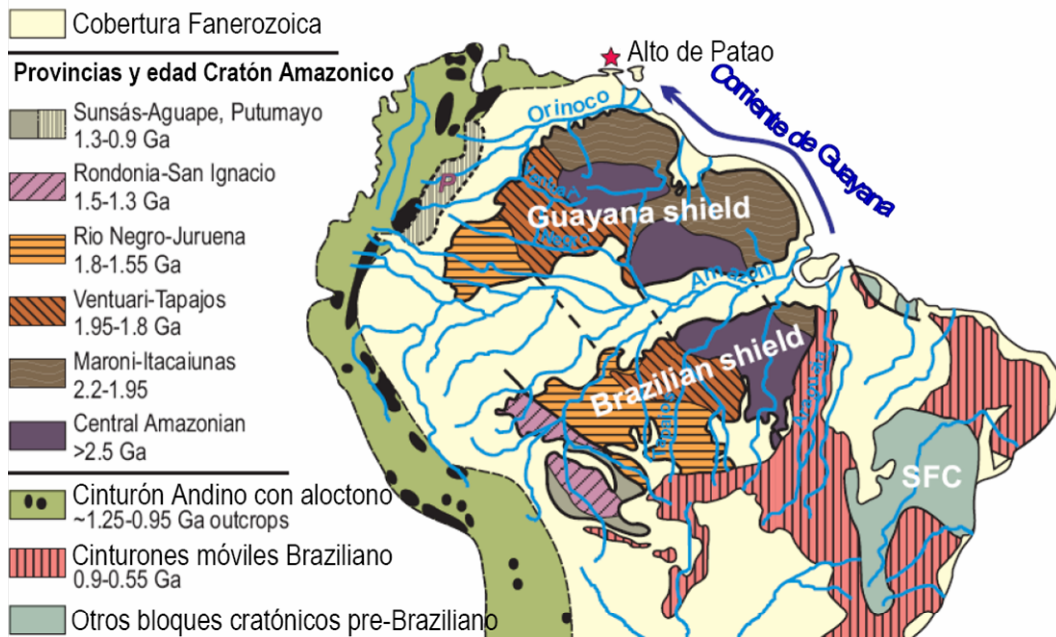 Cobertura Fanerozoica
Provincias y edad Cratón Amazonico
Sunsás-Aguape, Putumayo
1.3-0.9 Ga
Rondonia-San Ignacio
1.5-1.3 Ga
Rio Negro-Juruena
1.8-1.55 Ga
Ventuari-Tapajos
1.95-1.8 Ga
Maroni-Itacaiunas
2.2-1.95
Central Amazonian
>2.5 Ga
Cinturón Andino con aloctono
~1.25-0.95 Ga outcrops
Cinturones móviles Braziliano
0.9-0.55 Ga
Otros bloques cratónicos pre-Braziliano
Alto de Patao
Corriente de Guayana
Orinoco
P
Guayana shield
Negro
Amazon
Brazilian shield
Tapajos
SFC